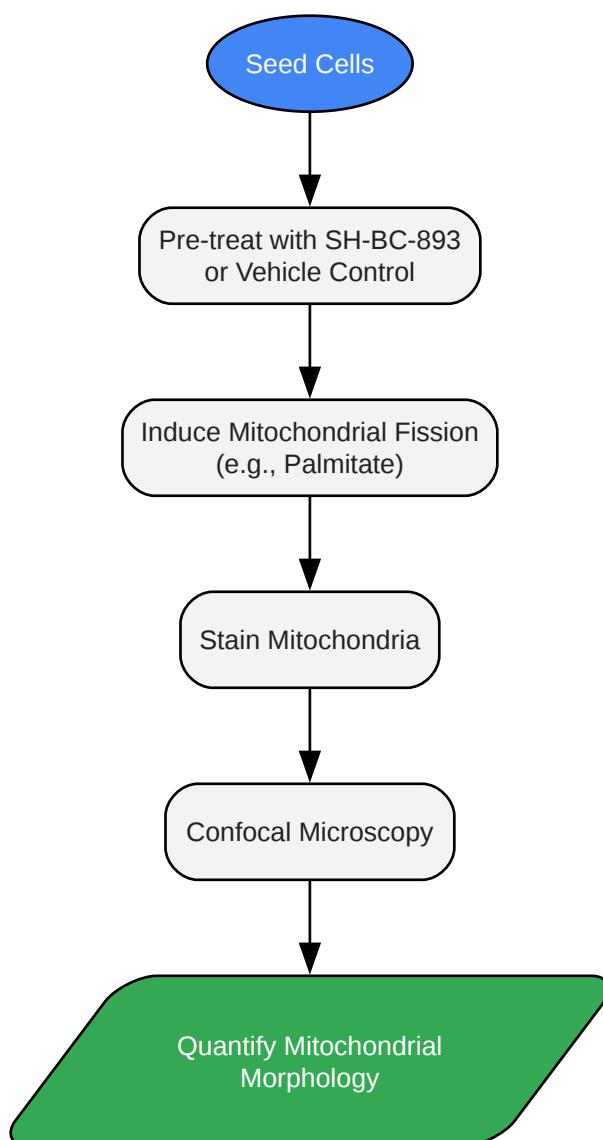 Seed Cells
Pre-treat with SH-BC-893
or Vehicle Control
Induce Mitochondrial Fission
(e.g., Palmitate)
Stain Mitochondria
Confocal Microscopy
Quantify Mitochondrial
Morphology